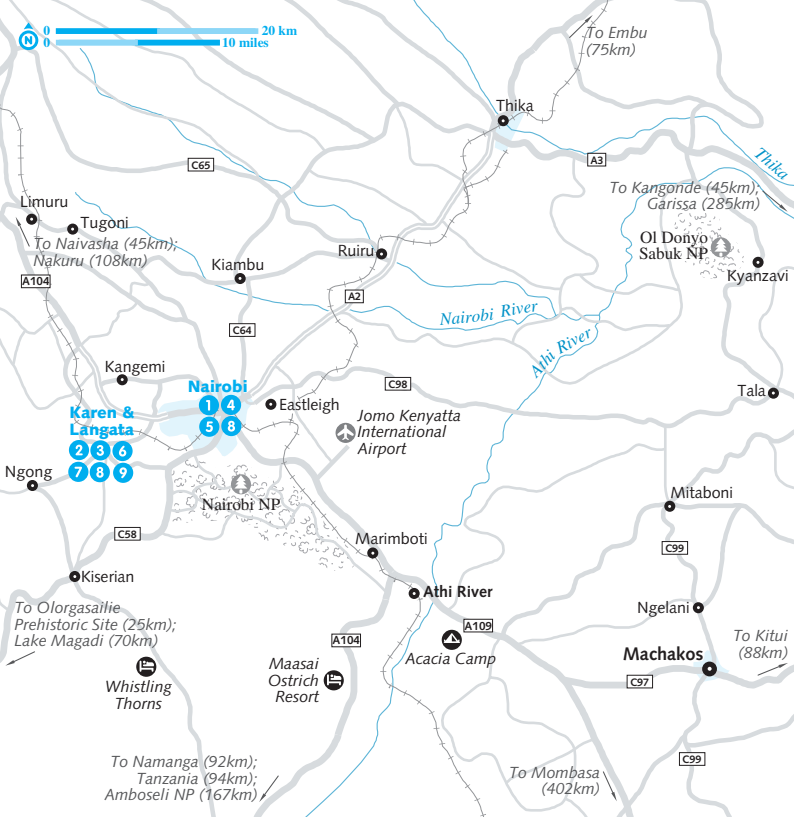 N
0 20 km
0 10 miles
To Embu
(75km)
Thika
A3
Thika
C65
To Kangonde (45km);
Garissa (285km)
Limuru
Tugoni
To Naivasha (45km);
Nakuru (108km)
Ol Donyo
Sabuk NP
Kiambu
Ruiru
Kyanzavi
A104
A2
Nairobi River
C64
Athi River
Kangemi
Nairobi
1 4
5 8
C98
Tala
Eastleigh
Karen &
Langata
2 3 6
7 8 9
Jomo Kenyatta
International
Airport
Ngong
Nairobi NP
Mitaboni
C58
Marimboti
C99
Kiserian
Athi River
To Olorgasailie
Prehistoric Site (25km);
Lake Magadi (70km)
Ngelani
A109
A104
Acacia Camp
To Kitui
(88km)
Machakos
Maasai
Ostrich
Resort
Whistling
Thorns
C97
To Namanga (92km);
Tanzania (94km);
Amboseli NP (167km)
To Mombasa
(402km)
C99